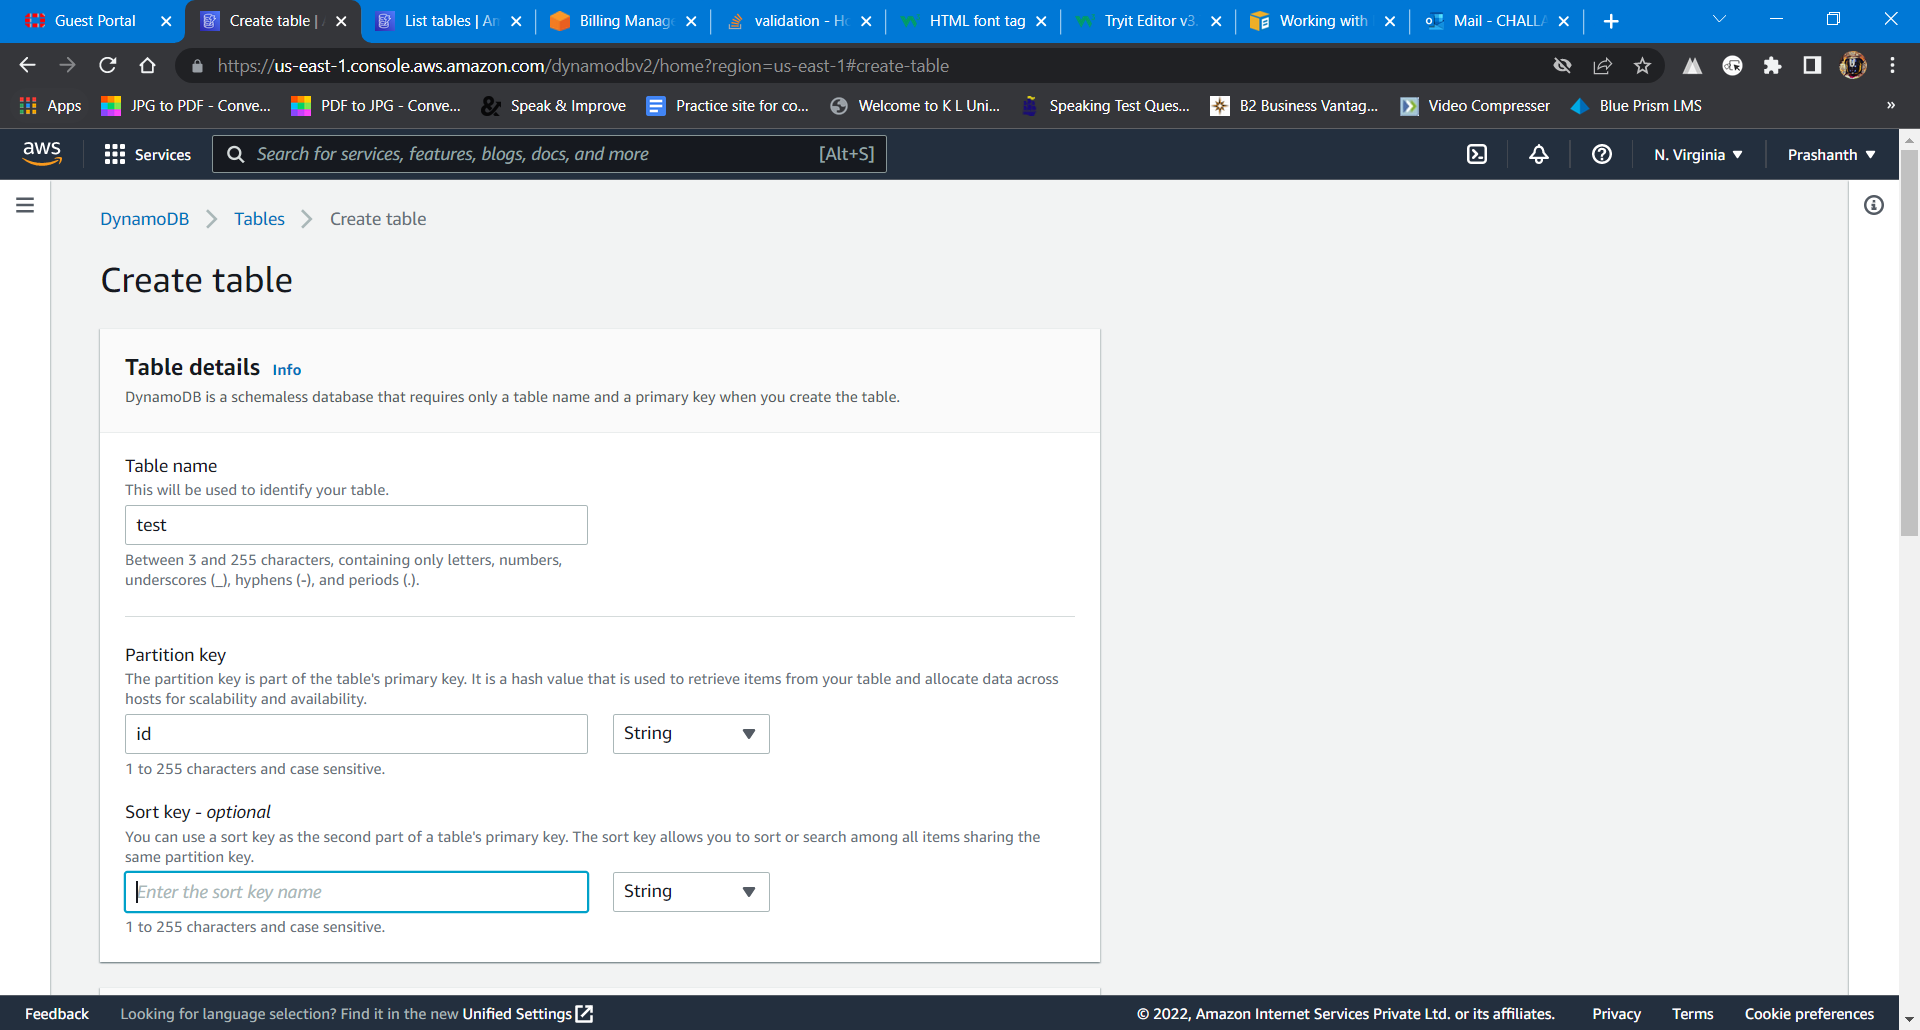 Guest Portal
Create table |
List tables | An
Billing Manage
validation - Ho
HTML font tag
Tryit Editor v3.
Working with
Mail - CHALLA
https://us-east-1.console.aws.amazon.com/dynamodbv2/home?region=us-east-1#create-table
Apps
JPG to PDF - Conve...
PDF to JPG - Conve...
Speak & Improve
Practice site for co...
Welcome to K L Uni...
Speaking Test Ques...
B2 Business Vantag...
Video Compresser
Blue Prism LMS
»
aws
Services
Search for services, features, blogs, docs, and more
[Alt+S]
N. Virginia
Prashanth
DynamoDB
Tables
Create table
Create table
Table details Info
DynamoDB is a schemaless database that requires only a table name and a primary key when you create the table.
Table name
This will be used to identify your table.
test
Between 3 and 255 characters, containing only letters, numbers,
underscores (_), hyphens (-), and periods (.).
Partition key
The partition key is part of the table's primary key. It is a hash value that is used to retrieve items from your table and allocate data across
hosts for scalability and availability.
id
String
1 to 255 characters and case sensitive.
Sort key - optional
You can use a sort key as the second part of a table's primary key. The sort key allows you to sort or search among all items sharing the
same partition key.
Enter the sort key name
String
1 to 255 characters and case sensitive.
Feedback
Looking for language selection? Find it in the new Unified Settings
© 2022, Amazon Internet Services Private Ltd. or its affiliates.
Privacy
Terms
Cookie preferences